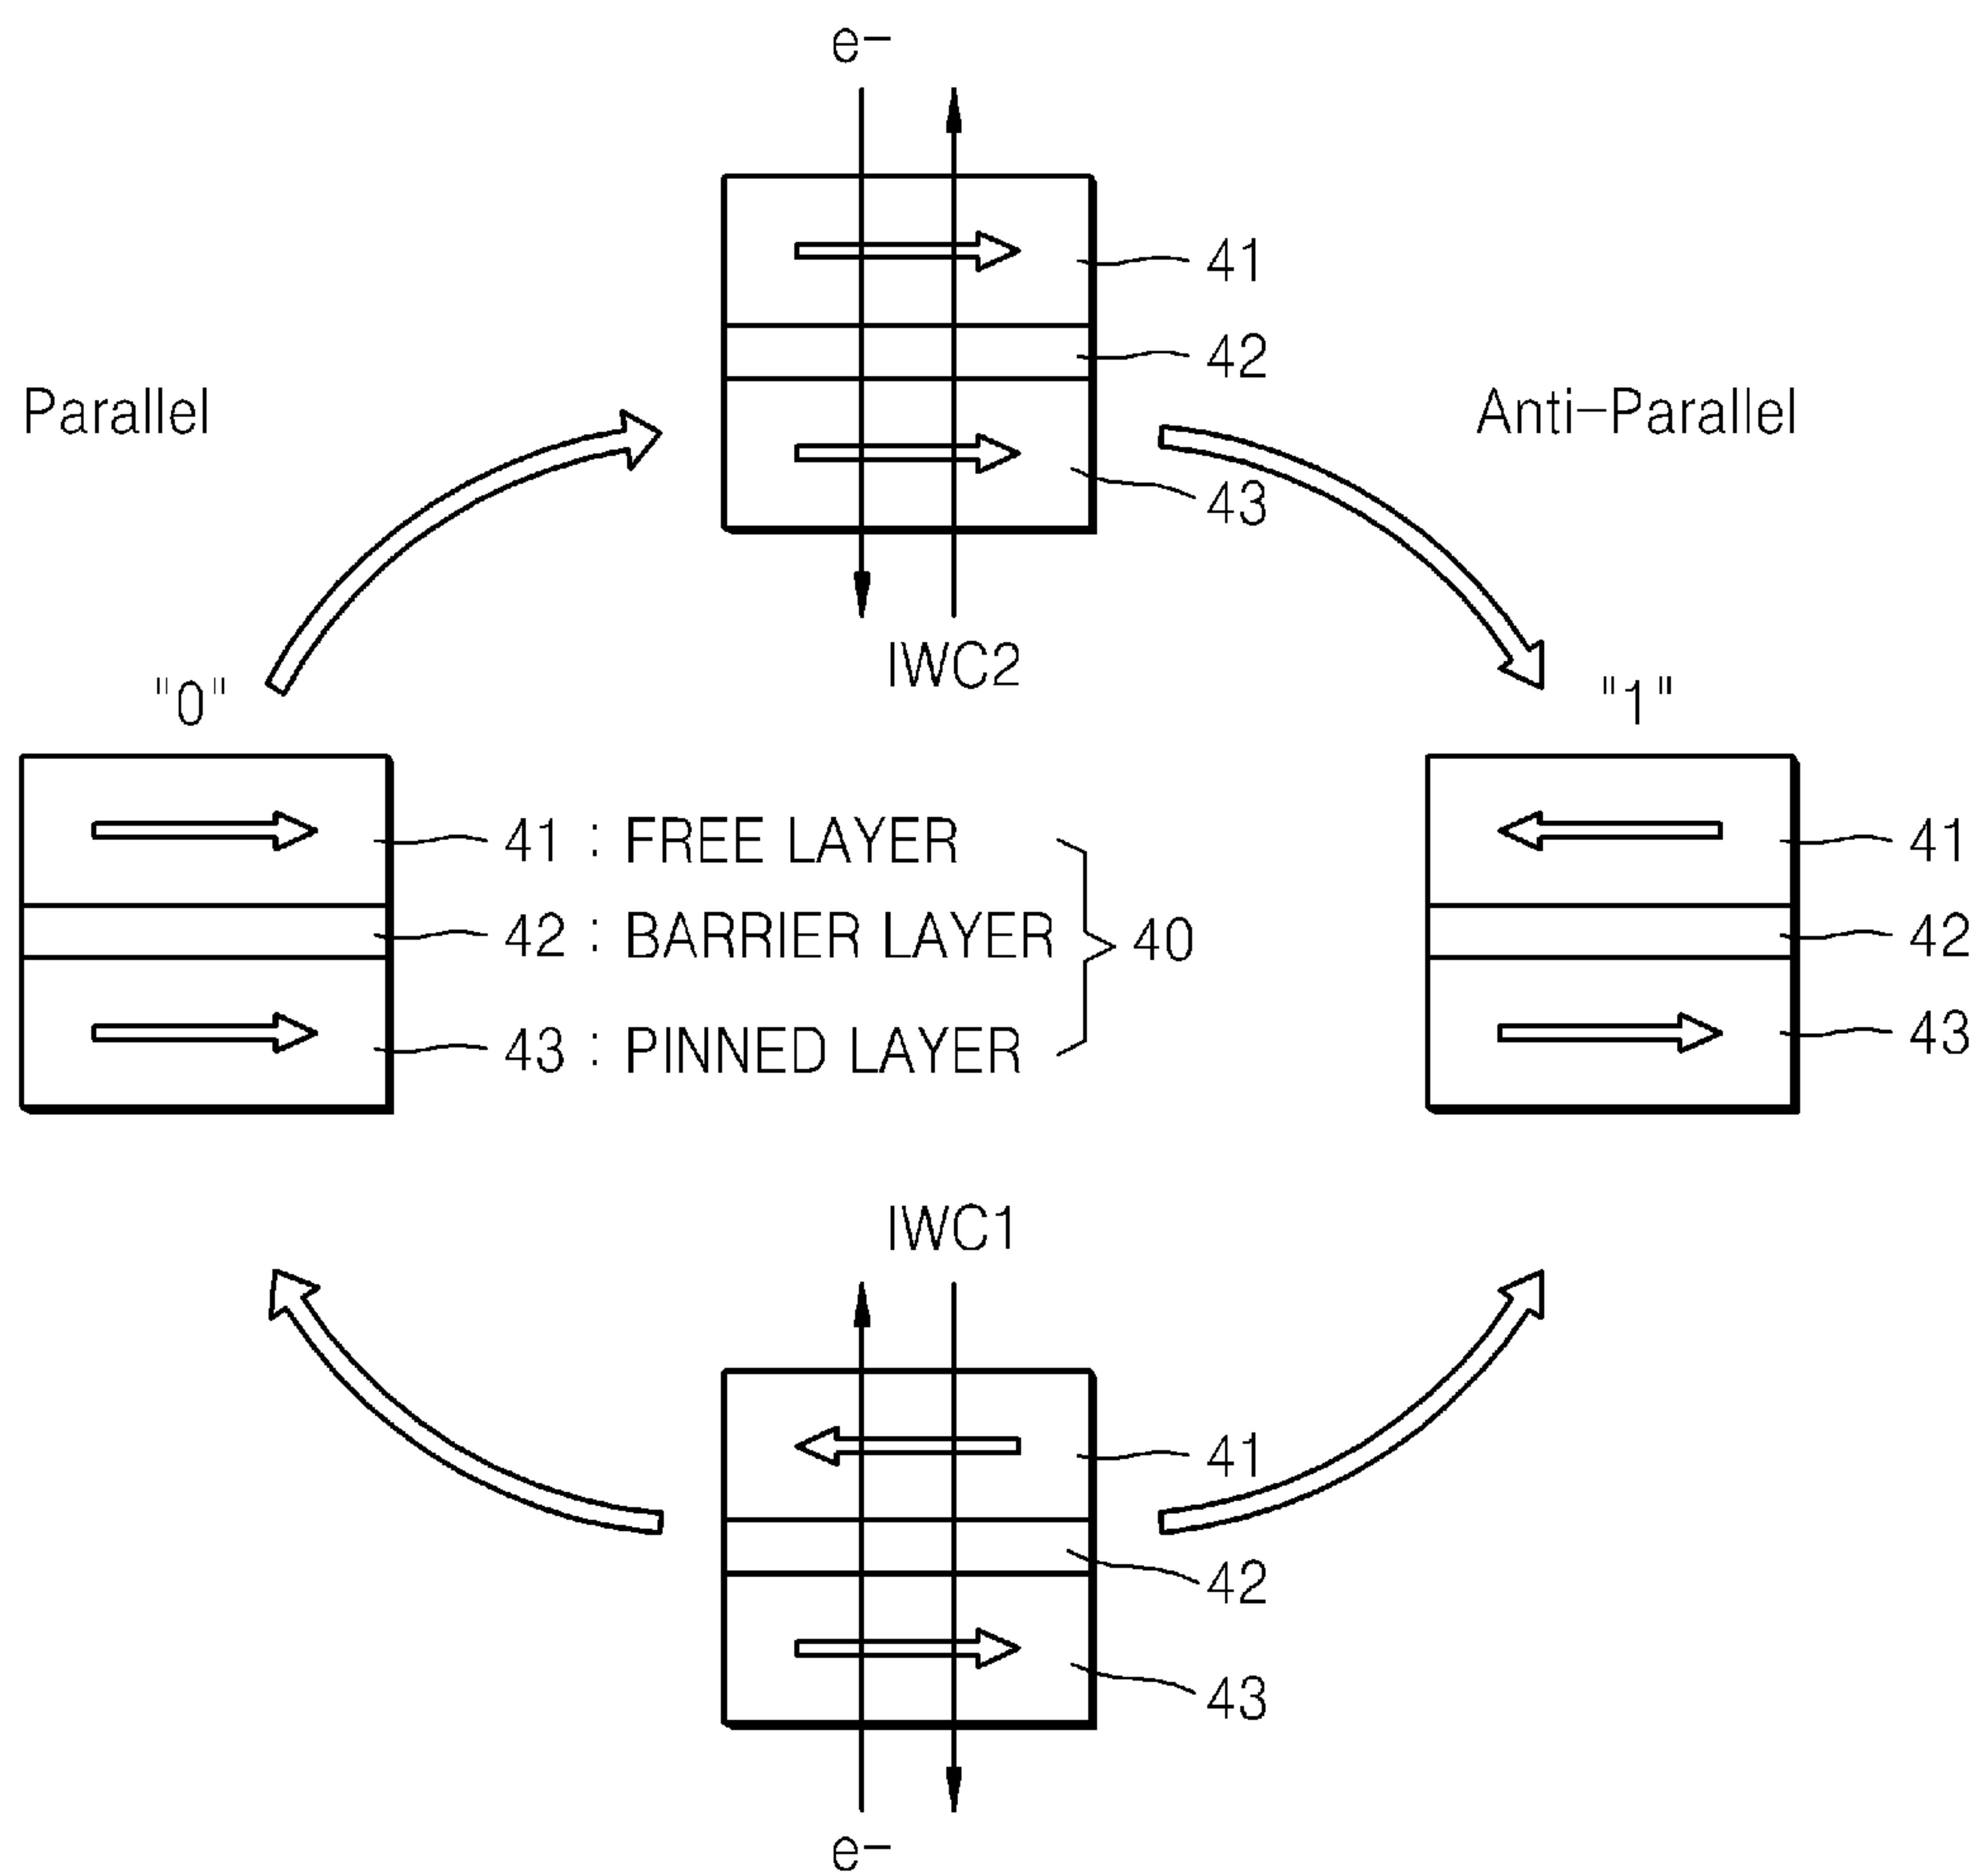 e-
41
42
Parallel
Anti-Parallel
43
IWC2
"0"
"1"
41 : FREE LAYER
41
42 : BARRIER LAYER
40
42
43 : PINNED LAYER
43
IWC1
41
42
43
e-